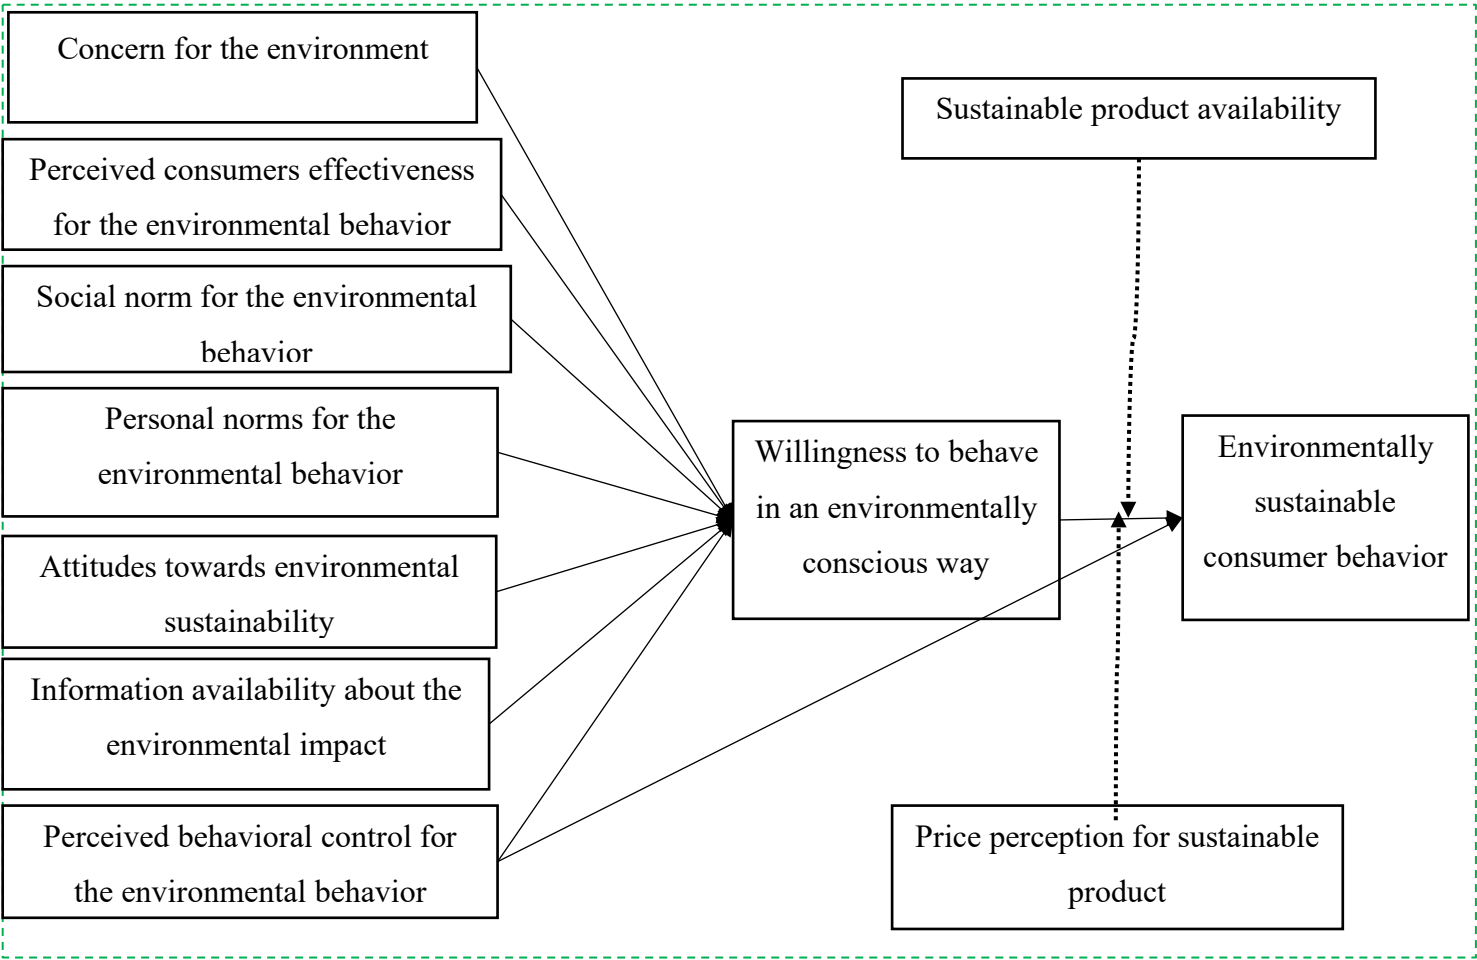 Concern for the environment
Perceived consumers effectiveness
for the environmental behavior
Social norm for the environmental
behavior
Personal norms for the
environmental behavior
Attitudes towards environmental
sustainability
Information availability about the
environmental impact
Perceived behavioral control for
the environmental behavior
Willingness to behave
in an environmentally
conscious way
Sustainable product availability
Environmentally
sustainable
consumer behavior
Price perception for sustainable
product